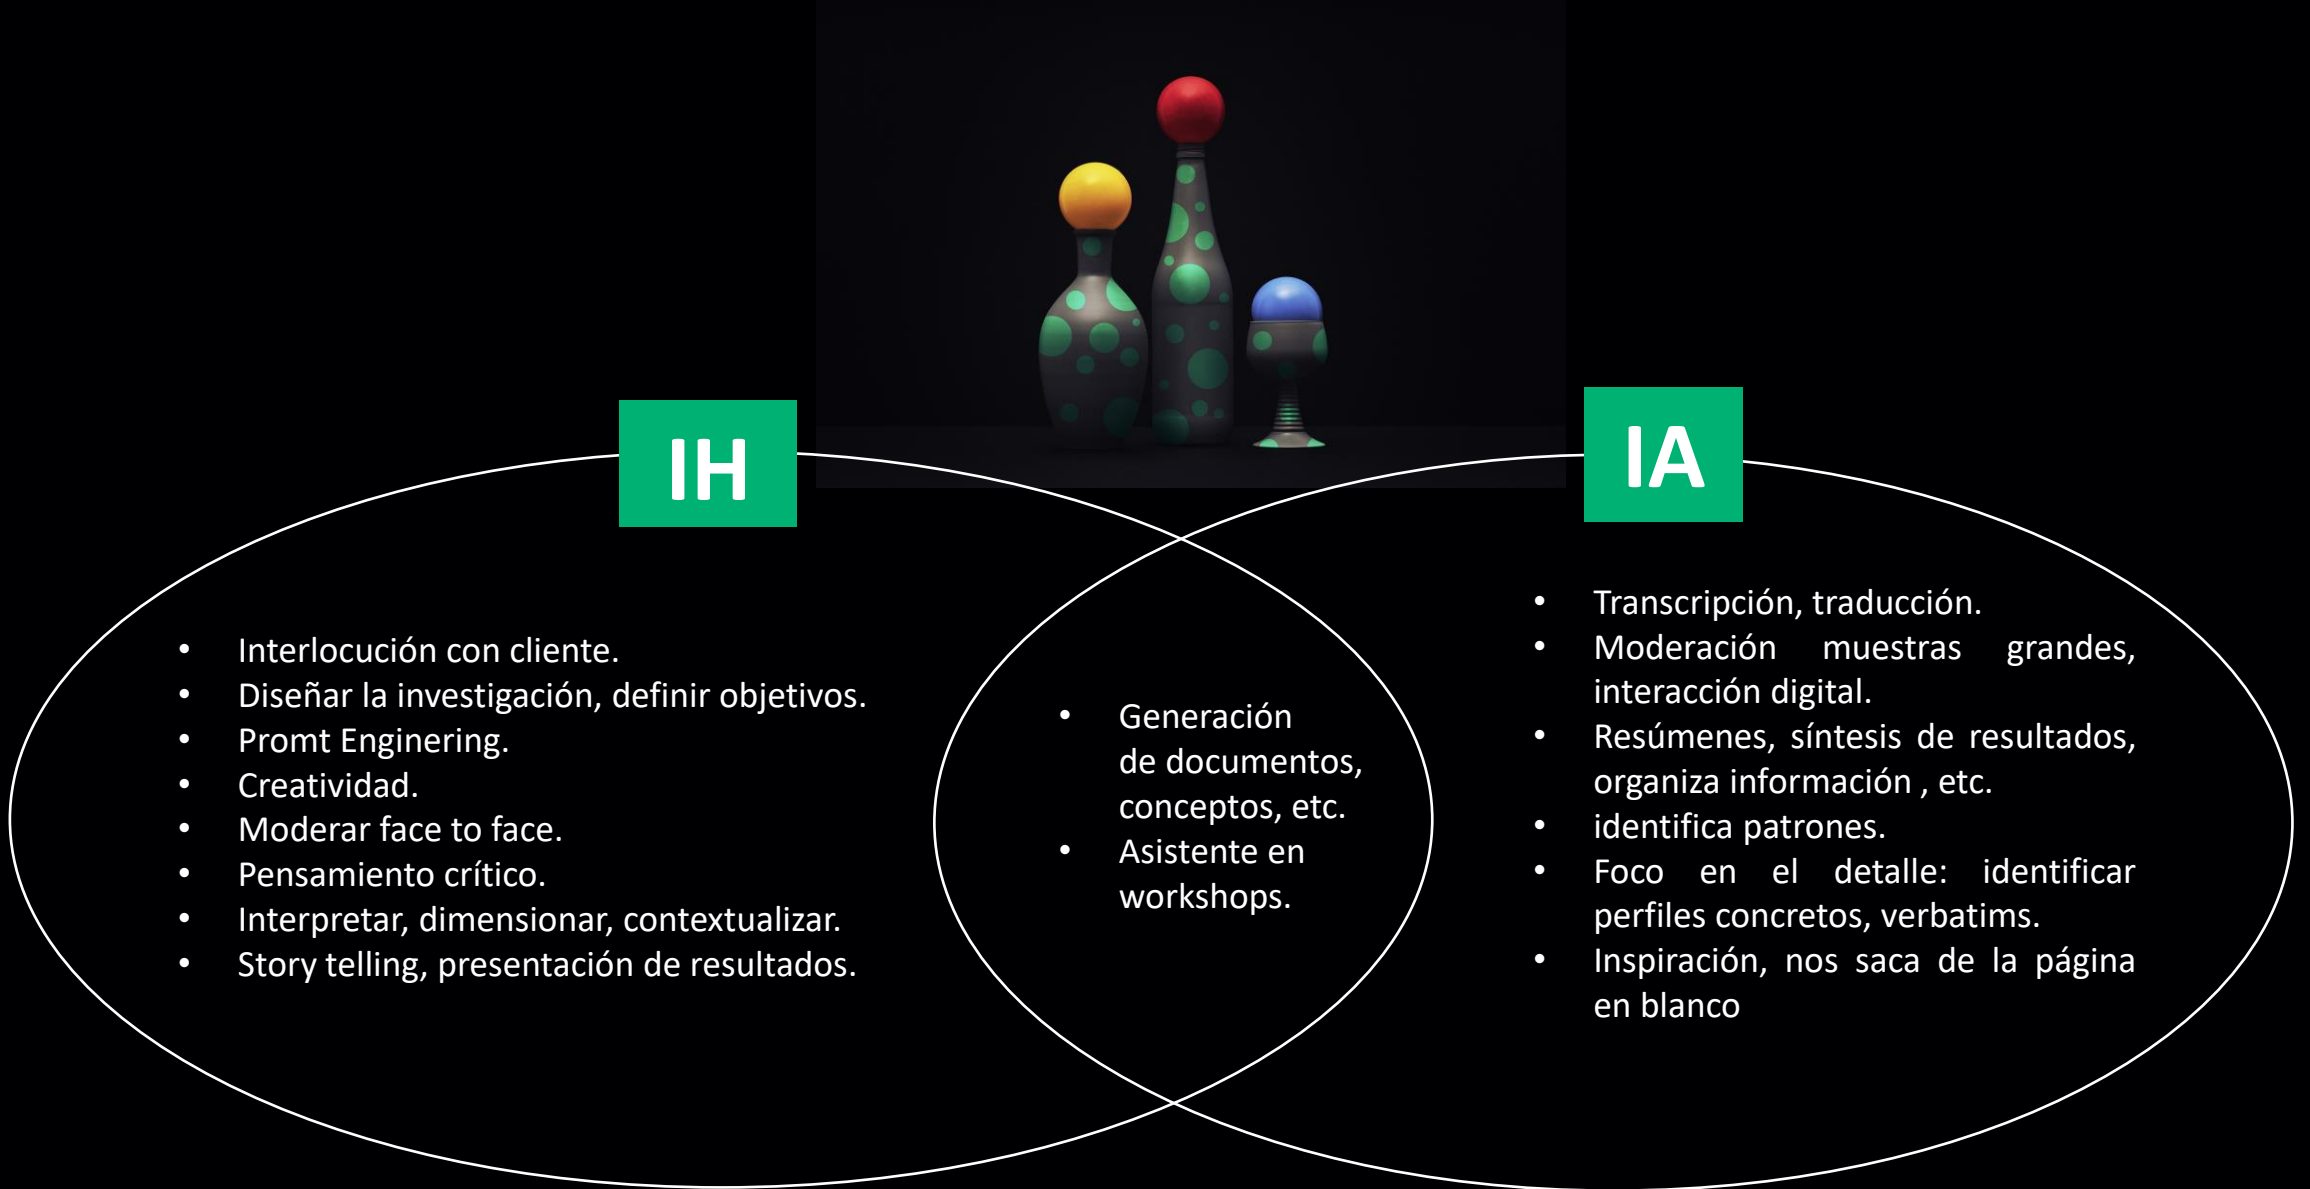 IH
• Interlocución con cliente.
• Diseñar la investigación, definir objetivos.
• Promt Enginering.
• Creatividad.
• Moderar face to face.
• Pensamiento crítico.
• Interpretar, dimensionar, contextualizar.
• Story telling, presentación de resultados.
• Generación
de documentos,
conceptos, etc.
• Asistente en
workshops.
IA
• Transcripción, traducción.
• Moderación muestras grandes,
interacción digital.
• Resúmenes, síntesis de resultados,
organiza información , etc.
• identifica patrones.
• Foco en el detalle: identificar
perfiles concretos, verbatims.
• Inspiración, nos saca de la página
en blanco